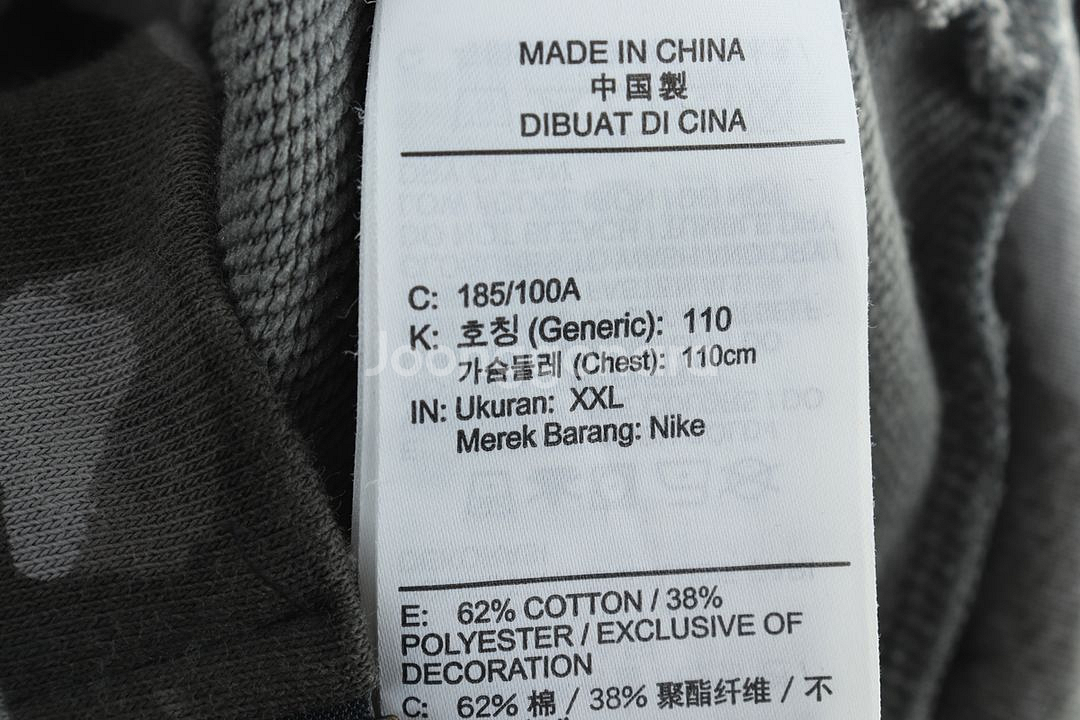 MADE IN CHINA
中国製
DIBUAT DI CINA
C: 185/100A
K: 호칭 (Generic): 110
가슴둘레 (Chest): 110cm
IN: Ukuran: XXL
Merek Barang: Nike
E: 62% COTTON / 38%
POLYESTER / EXCLUSIVE OF
DECORATION
C: 62% 棉 / 38% 聚酯纤维 / 不